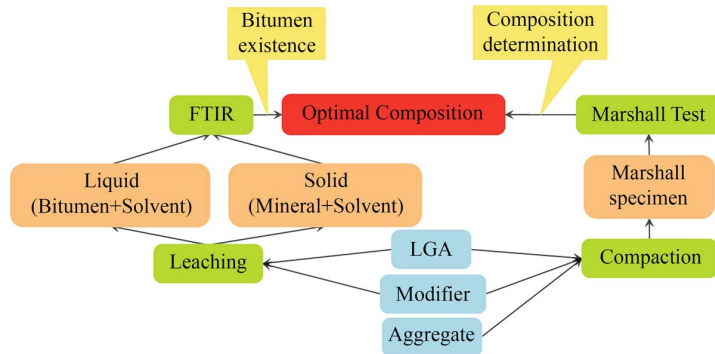 Bitumen
existence
Composition
determination
FTIR
Optimal Composition
Marshall Test
Liquid
(Bitumen+Solvent)
Solid
(Mineral+Solvent)
Marshall
specimen
Leaching
LGA
Compaction
Modifier
Aggregate